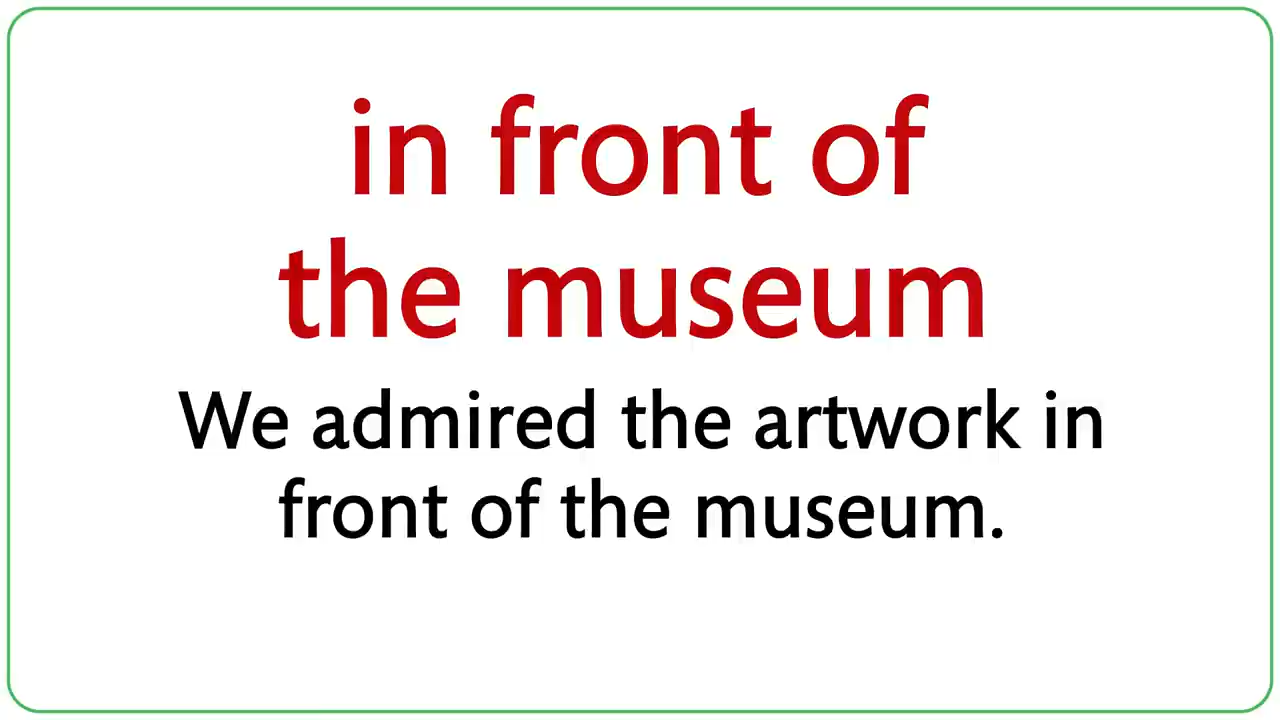 in front of
the museum
We admired the artwork in
front of the museum.